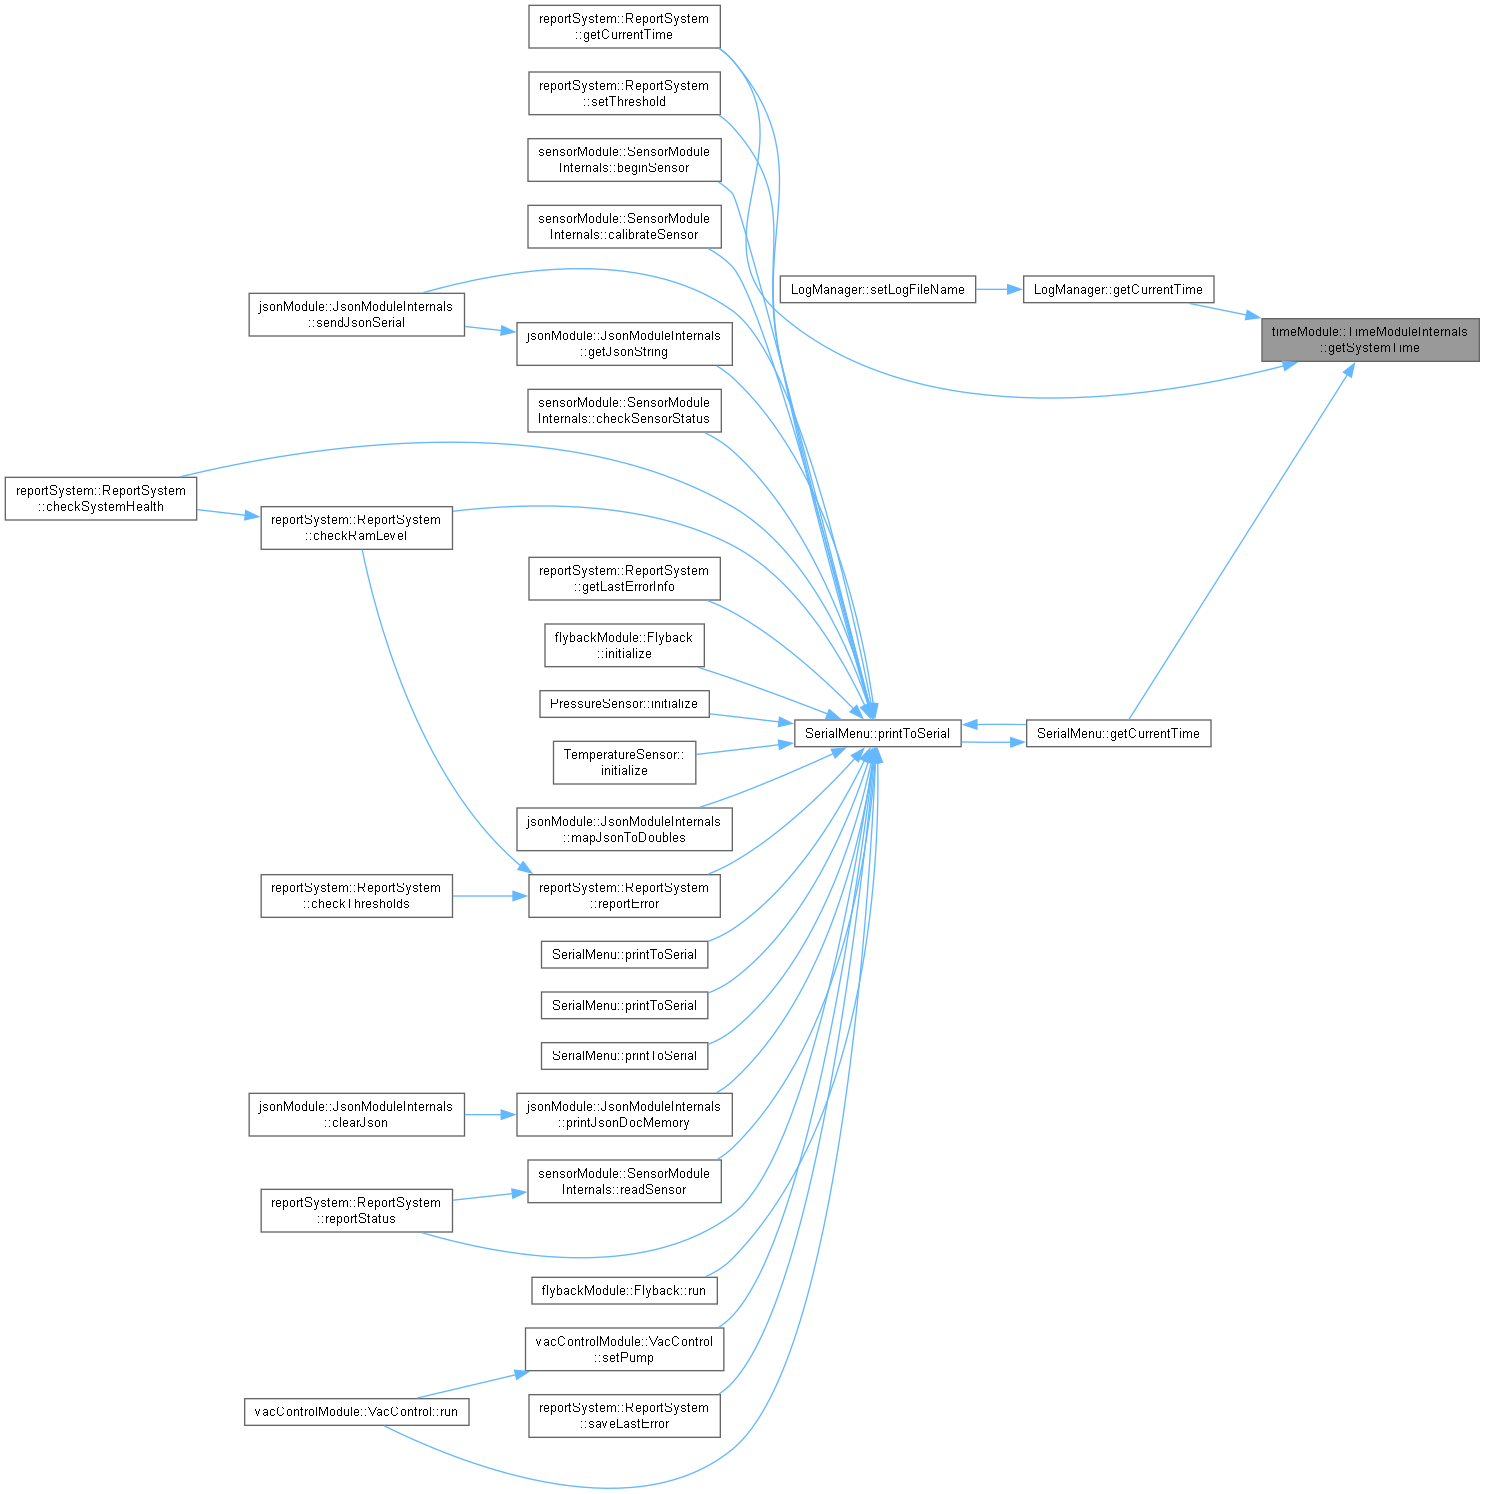 reportSystem::ReportSystem
::getCurrentTime
reportSystem::ReportSystem
::setThreshold
sensorModule::SensorModule
Internals::beginSensor
sensorModule::SensorModule
Internals::calibrateSensor
jsonModule::JsonModuleInternals
::sendJsonSerial
jsonModule::JsonModuleInternals
::getJsonString
LogManager::setLogFileName
LogManager::getCurrentTime
timeModule::TimeModuleInternals
::getSystemTime
sensorModule::SensorModule
Internals::checkSensorStatus
reportSystem::ReportSystem
::checkSystemHealth
reportSystem::ReportSystem
::checkRamLevel
reportSystem::ReportSystem
::getLastErrorInfo
flybackModule::Flyback
::initialize
PressureSensor::initialize
SerialMenu::printToSerial
SerialMenu::getCurrentTime
TemperatureSensor::
initialize
jsonModule::JsonModuleInternals
::mapJsonToDoubles
reportSystem::ReportSystem
::checkThresholds
reportSystem::ReportSystem
::reportError
SerialMenu::printToSerial
SerialMenu::printToSerial
SerialMenu::printToSerial
jsonModule::JsonModuleInternals
::clearJson
jsonModule::JsonModuleInternals
::printJsonDocMemory
sensorModule::SensorModule
Internals::readSensor
reportSystem::ReportSystem
::reportStatus
flybackModule::Flyback::run
vacControlModule::VacControl
::setPump
vacControlModule::VacControl::run
reportSystem::ReportSystem
::saveLastError